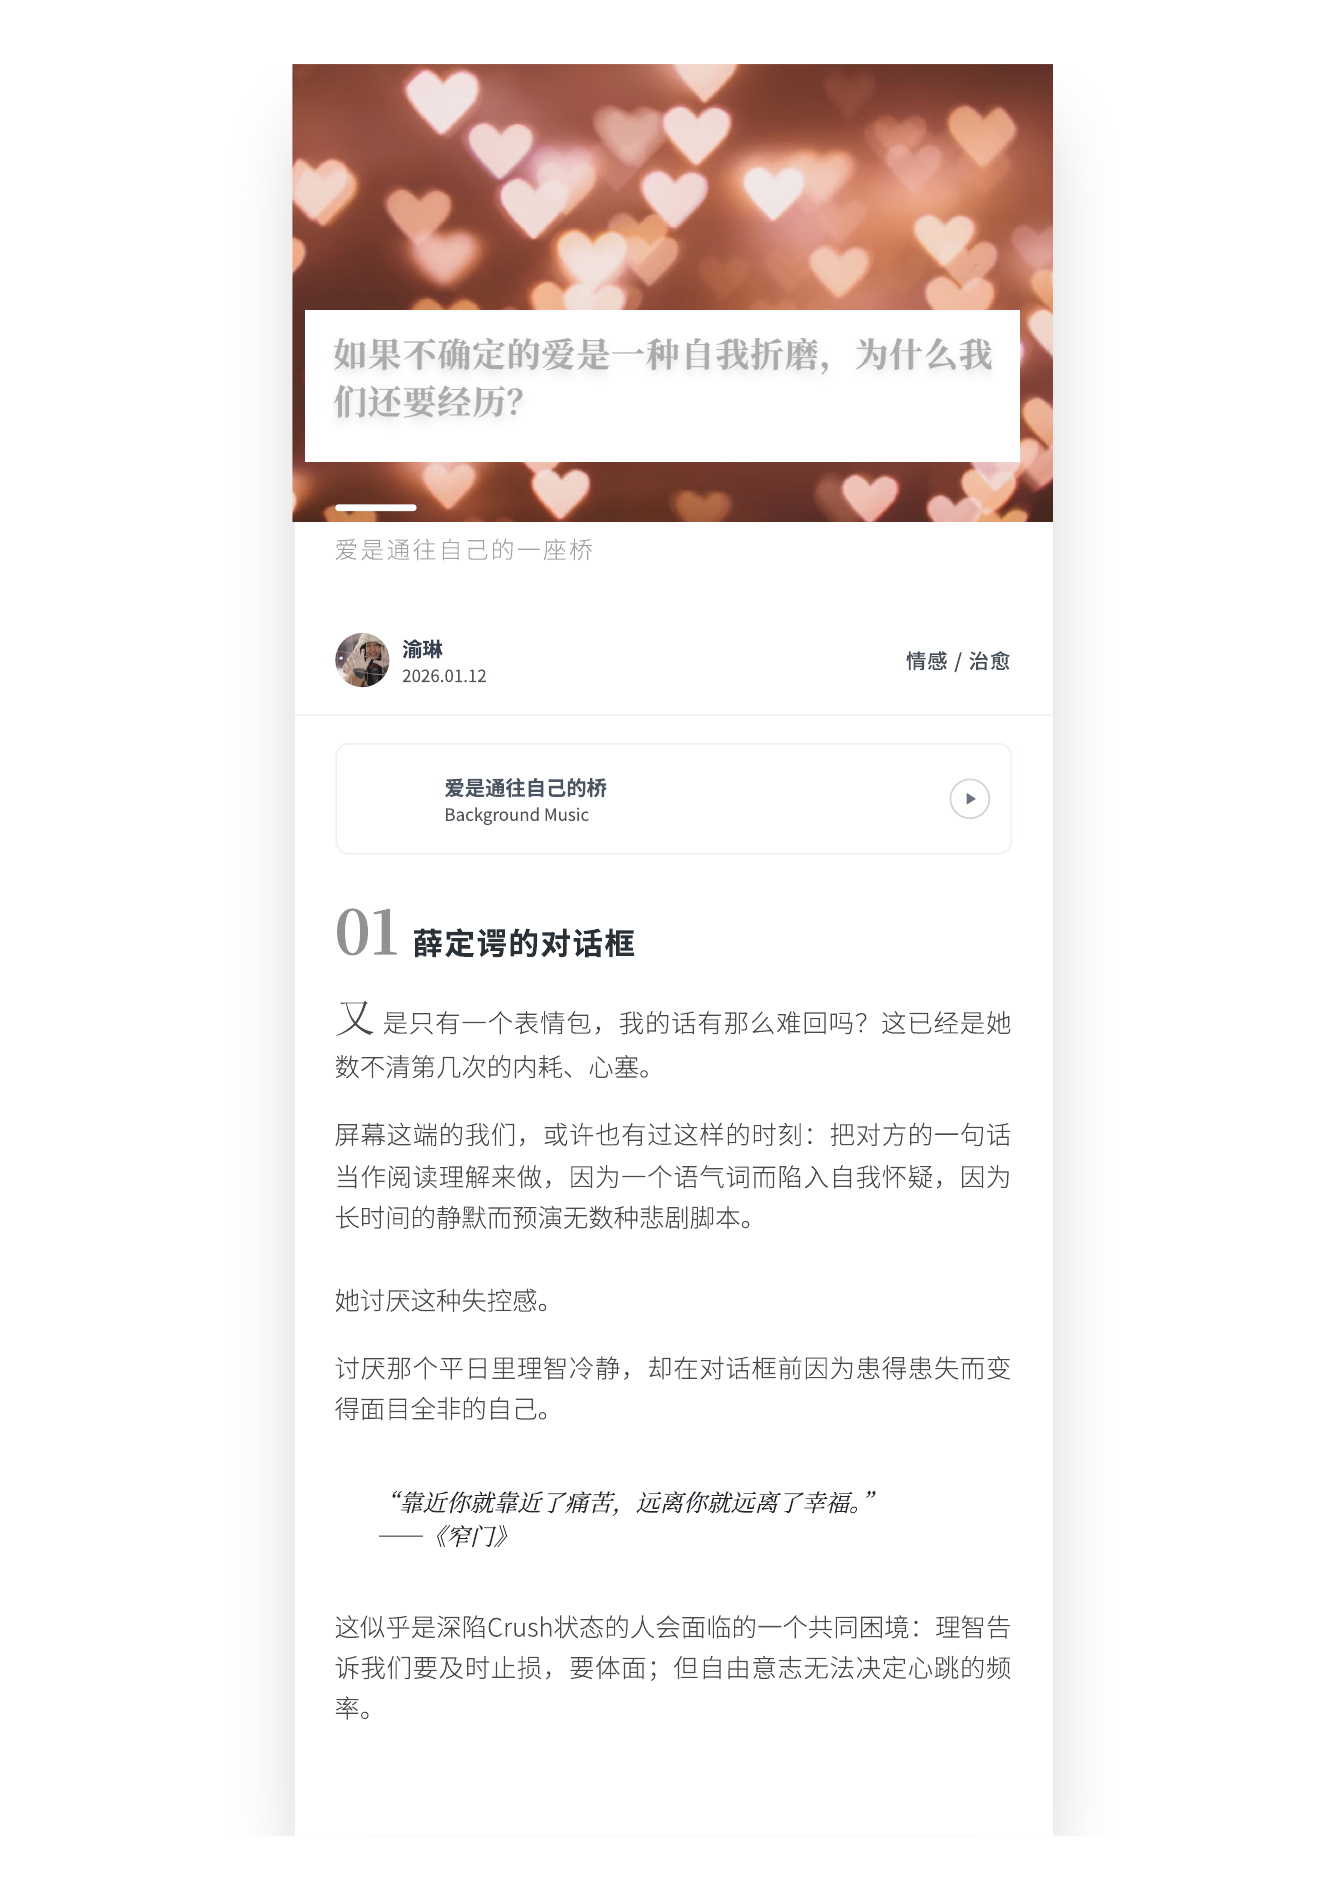 如果不确定的爱是一种自我折磨，为什么我
们还要经历？
爱是通往自己的一座桥
渝琳
2026.01.12
情感 / 治愈
爱是通往自己的桥
Background Music
01 薛定谔的对话框
又是只有一个表情包，我的话有那么难回吗？这已经是她
数不清第几次的内耗、心塞。
屏幕这端的我们，或许也有过这样的时刻：把对方的一句话
当作阅读理解来做，因为一个语气词而陷入自我怀疑，因为
长时间的静默而预演无数种悲剧脚本。
她讨厌这种失控感。
讨厌那个平日里理智冷静，却在对话框前因为患得患失而变
得面目全非的自己。
“靠近你就靠近了痛苦，远离你就远离了幸福。”
——《窄门》
这似乎是深陷Crush状态的人会面临的一个共同困境：理智告
诉我们要及时止损，要体面；但自由意志无法决定心跳的频
率。